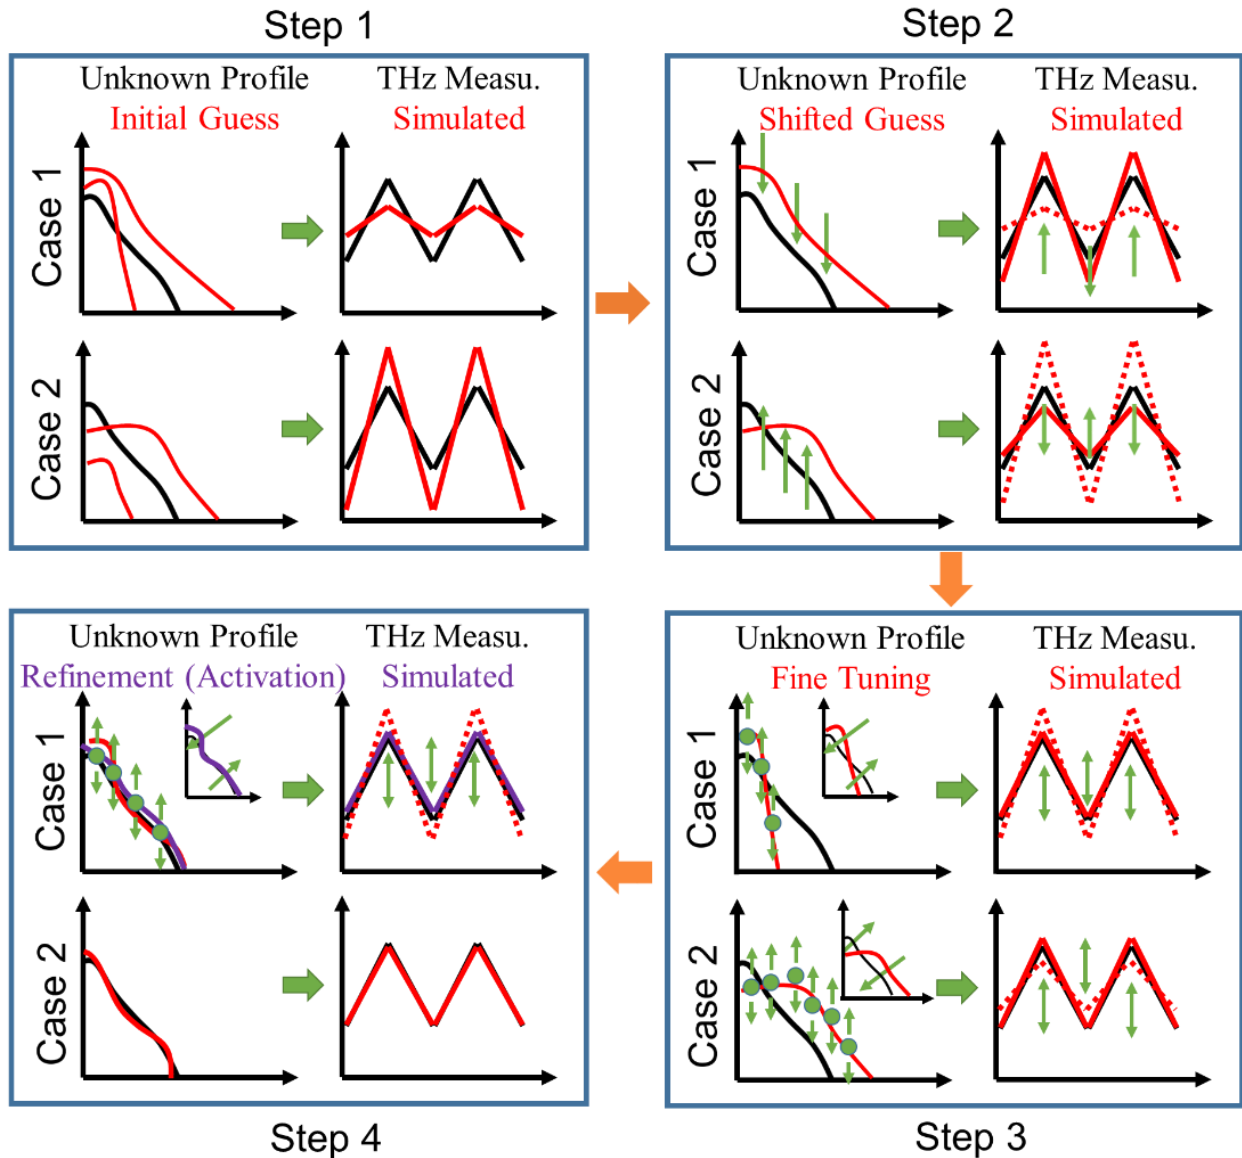 Step 1
Unknown Profile
Initial Guess
THz Measu.
Simulated
Case 1
Case 2
Step 2
Unknown Profile
Shifted Guess
THz Measu.
Simulated
Case 1
Case 2
Unknown Profile
Fine Tuning
THz Measu.
Simulated
Case 1
Case 2
Step 3
Unknown Profile
Refinement (Activation)
THz Measu.
Simulated
Case 1
Case 2
Step 4